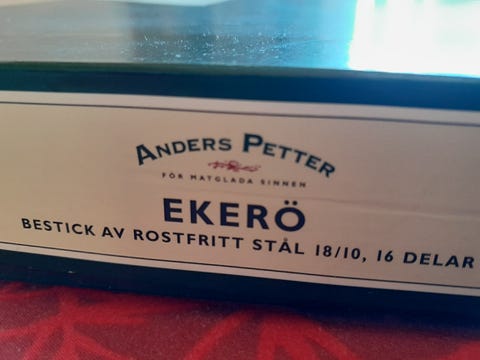 ANDERS PETTER
FÖR MATGLADA SINNEN
EKERÖ
BESTICK AV ROSTFRITT STÅL 18/10, 16 DELAR